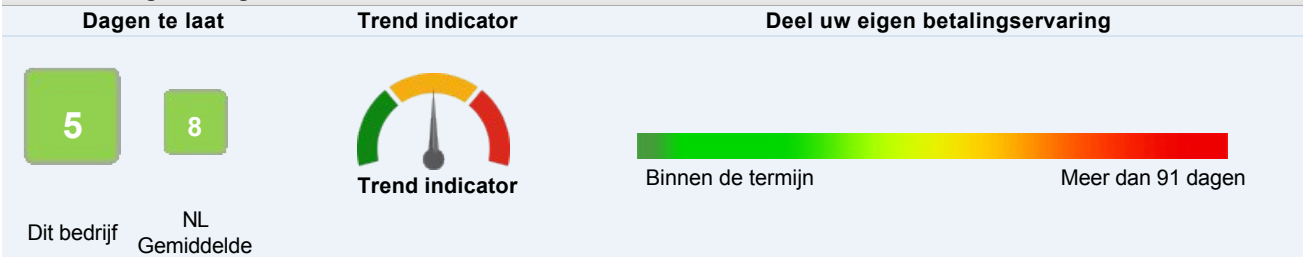 Dagen te laat
Trend indicator
Deel uw eigen betalingservaring
5
8
Trend indicator
Binnen de termijn
Meer dan 91 dagen
Dit bedrijf
NL
Gemiddelde